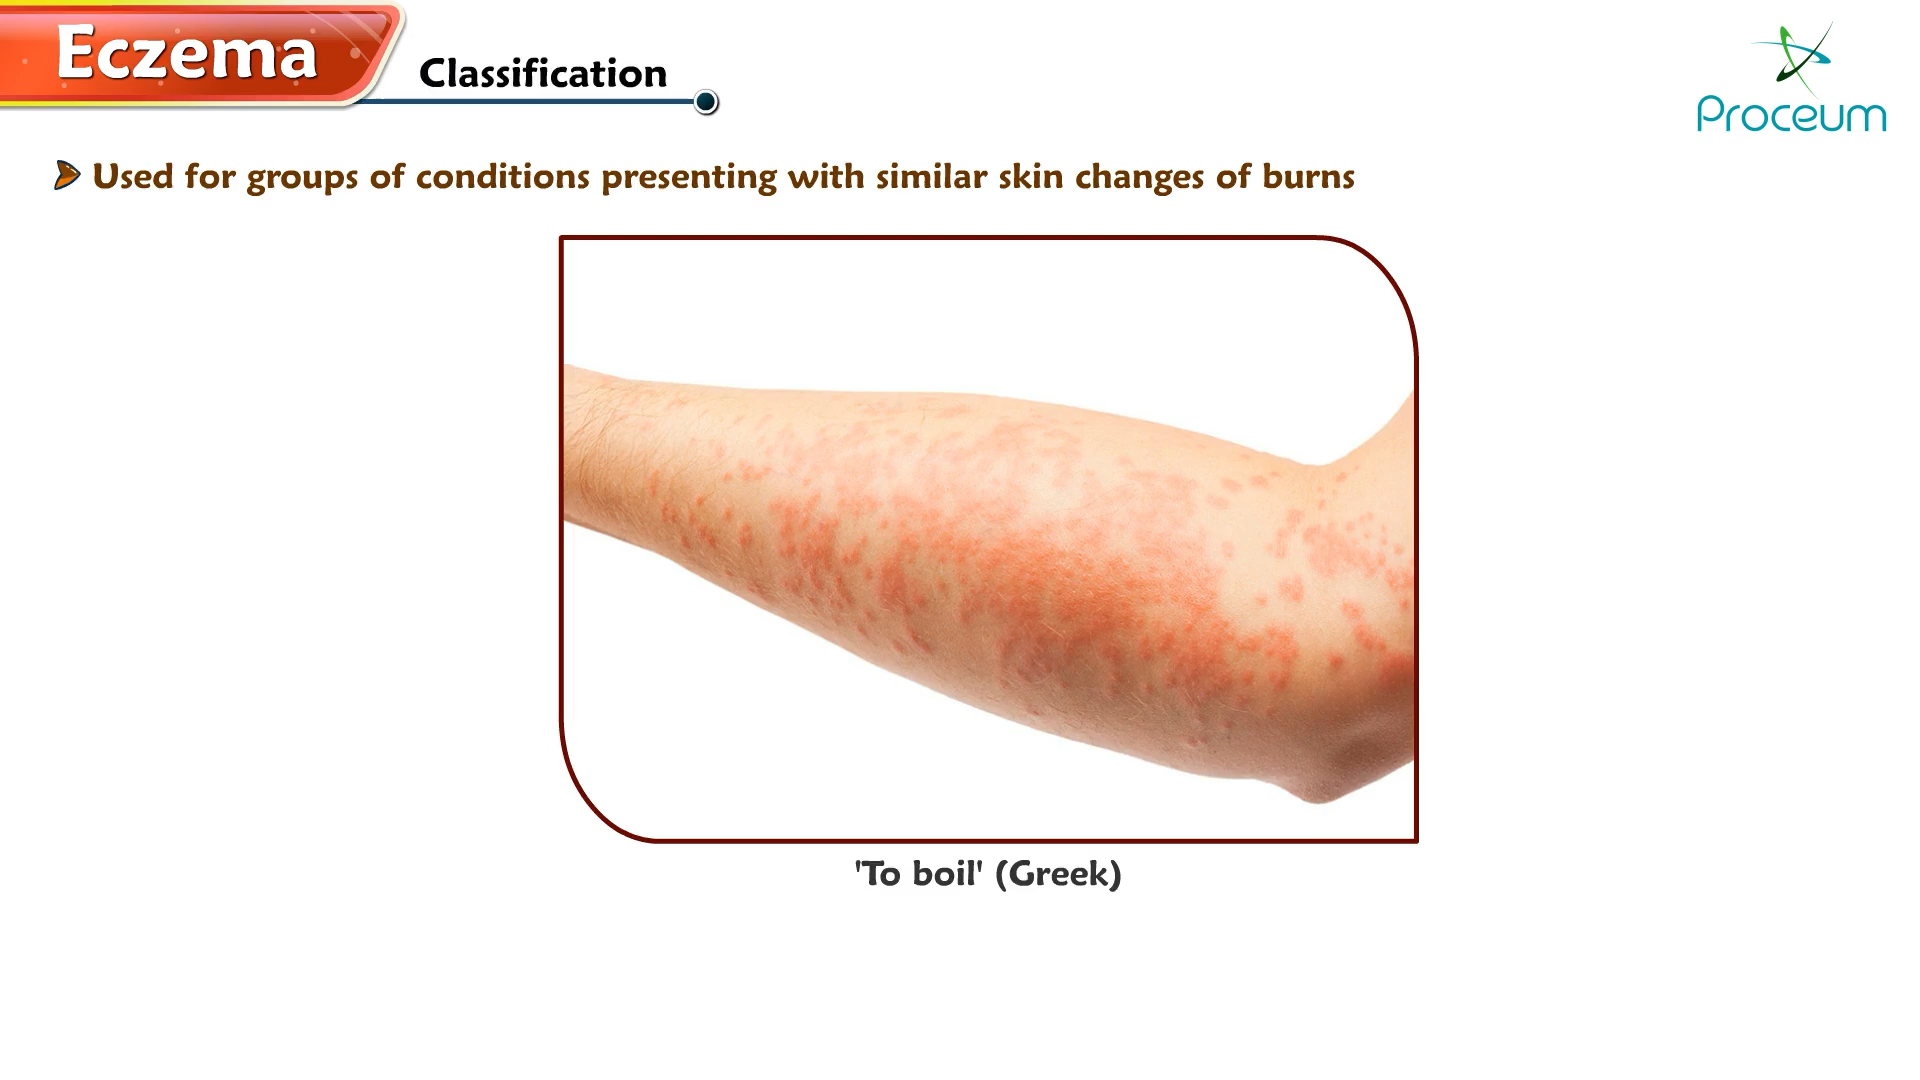 Eczema
Classification
Proceum
Used for groups of conditions presenting with similar skin changes of burns
'To boil' (Greek)